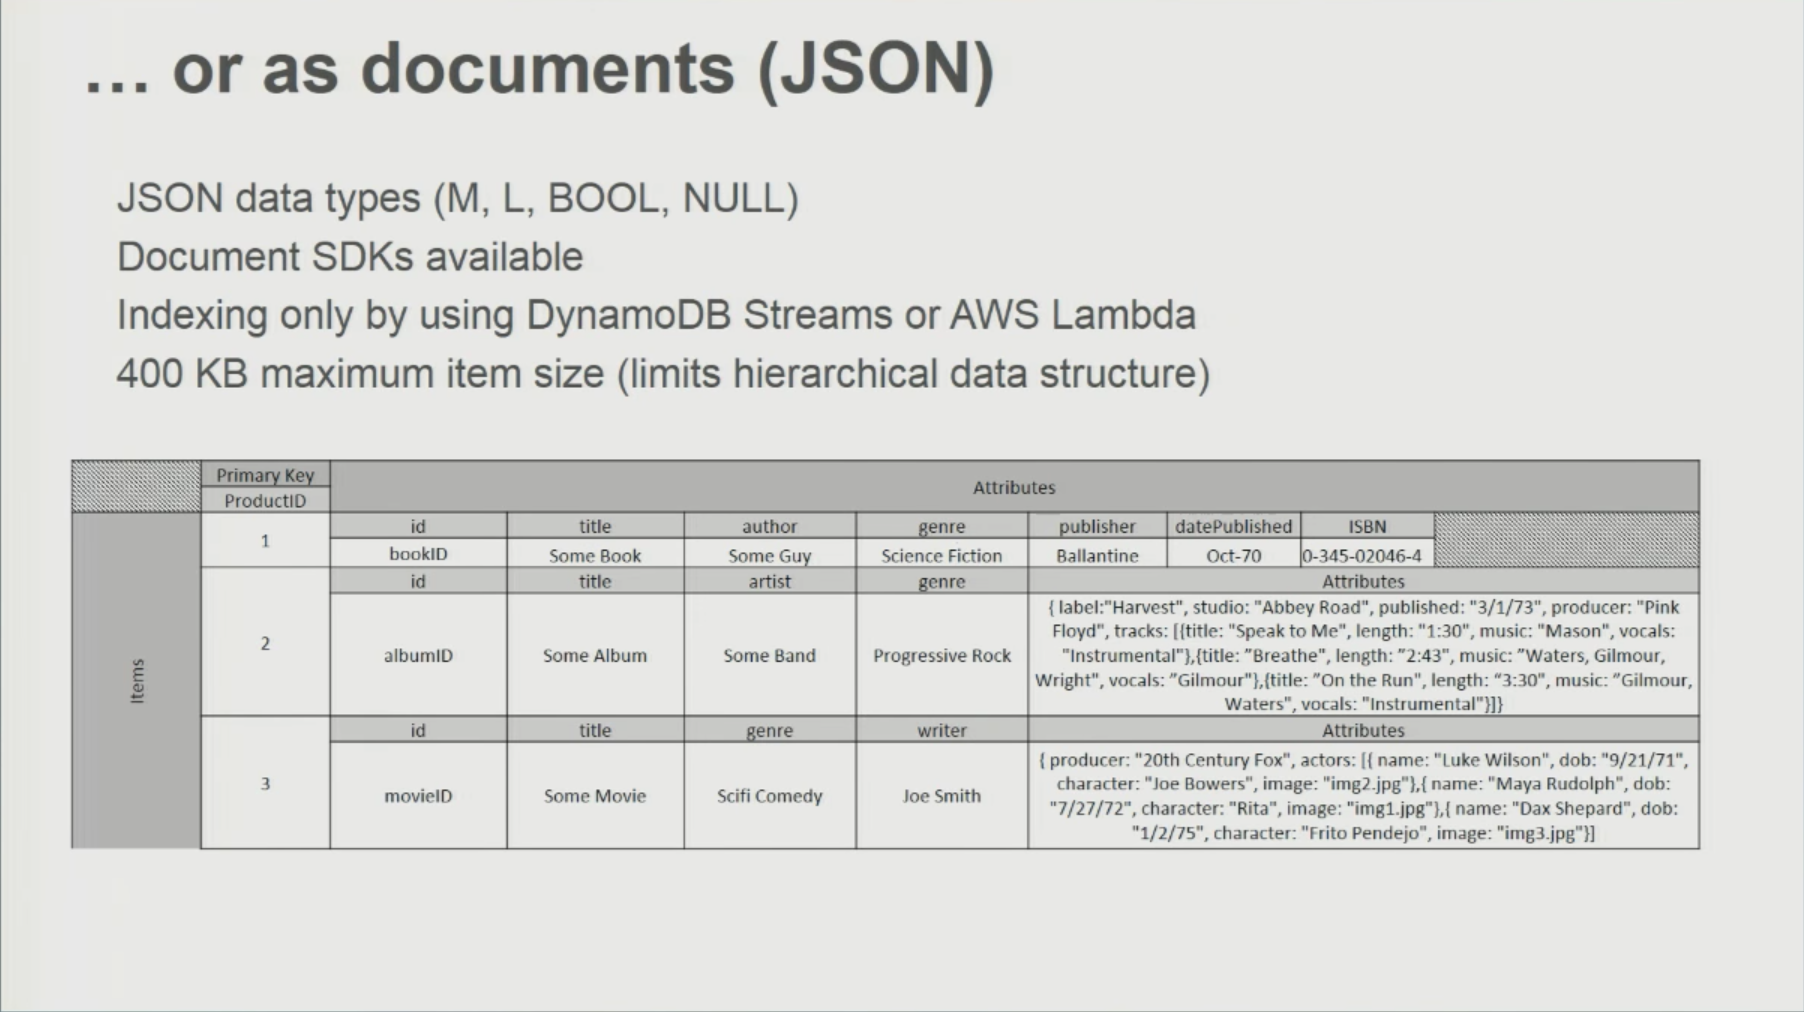 ... or as documents (JSON)
JSON data types (M, L, BOOL, NULL)
Document SDKs available
Indexing only by using DynamoDB Streams or AWS Lambda
400 KB maximum item size (limits hierarchical data structure)
Primary Key
ProductID
Attributes
Items
1
id title author genre publisher datePublished ISBN
bookID Some Book Some Guy Science Fiction Ballantine Oct-70 0-345-02046-4
2
id title artist genre Attributes
albumID Some Album Some Band Progressive Rock
{ label:"Harvest", studio: "Abbey Road", published: "3/1/73", producer: "Pink
Floyd", tracks: [{title: "Speak to Me", length: "1:30", music: "Mason", vocals:
"Instrumental"},{title: ”Breathe", length: ”2:43", music: ”Waters, Gilmour,
Wright", vocals: ”Gilmour"},{title: ”On the Run", length: “3:30", music: ”Gilmour,
Waters", vocals: "Instrumental"}]}
3
id title genre writer Attributes
movieID Some Movie Scifi Comedy Joe Smith
{ producer: "20th Century Fox", actors: [{ name: "Luke Wilson", dob: "9/21/71",
character: "Joe Bowers", image: "img2.jpg"},{ name: "Maya Rudolph", dob:
"7/27/72", character: "Rita", image: "img1.jpg"},{ name: "Dax Shepard", dob:
"1/2/75", character: "Frito Pendejo", image: "img3.jpg"}]